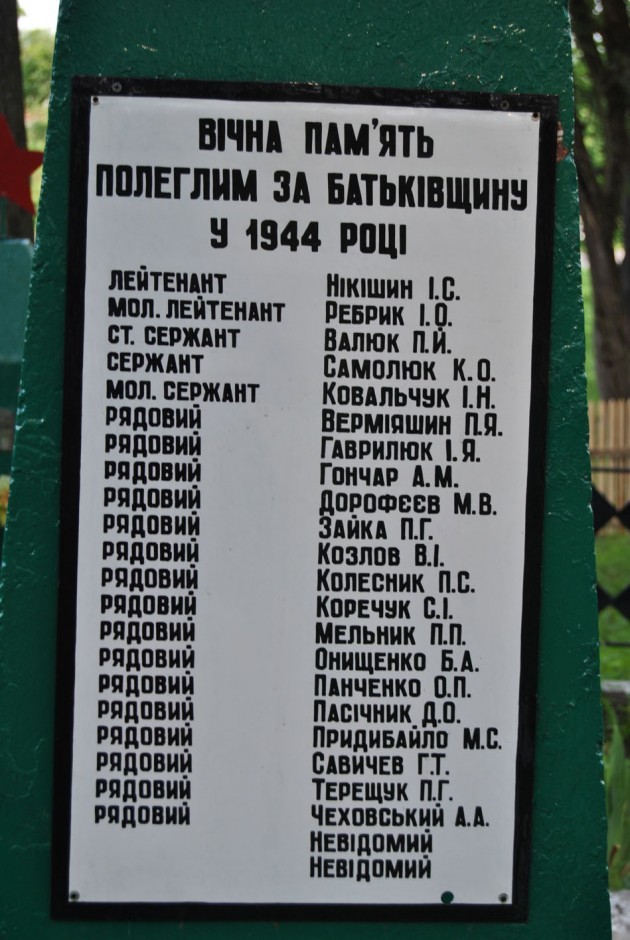 ВІЧНА ПАМ'ЯТЬ
ПОЛЕГЛИМ ЗА БАТЬКІВЩИНУ
У 1944 РОЦІ
ЛЕЙТЕНАНТ НІКІШИН І.С.
МОЛ. ЛЕЙТЕНАНТ РЕБРИК І.О.
СТ. СЕРЖАНТ ВАЛЮК П.Й.
СЕРЖАНТ САМОЛЮК К.О.
МОЛ. СЕРЖАНТ КОВАЛЬЧУК І.Н.
РЯДОВИЙ ВЕРМІЯШИН П.Я.
РЯДОВИЙ ГАВРИЛЮК І.Я.
РЯДОВИЙ ГОНЧАР А.М.
РЯДОВИЙ ДОРОФЄЄВ М.В.
РЯДОВИЙ ЗАЙКА П.Г.
РЯДОВИЙ КОЗЛОВ В.І.
РЯДОВИЙ КОЛЕСНИК П.С.
РЯДОВИЙ КОРЕЧУК С.І.
РЯДОВИЙ МЕЛЬНИК П.П.
РЯДОВИЙ ОНИЩЕНКО Б.А.
РЯДОВИЙ ПАНЧЕНКО О.П.
РЯДОВИЙ ПАСІЧНИК Д.О.
РЯДОВИЙ ПРИДИБАЙЛО М.С.
РЯДОВИЙ САВИЧЕВ Г.Т.
РЯДОВИЙ ТЕРЕЩУК П.Г.
РЯДОВИЙ ЧЕХОВСЬКИЙ А.А.
НЕВІДОМИЙ
НЕВІДОМИЙ